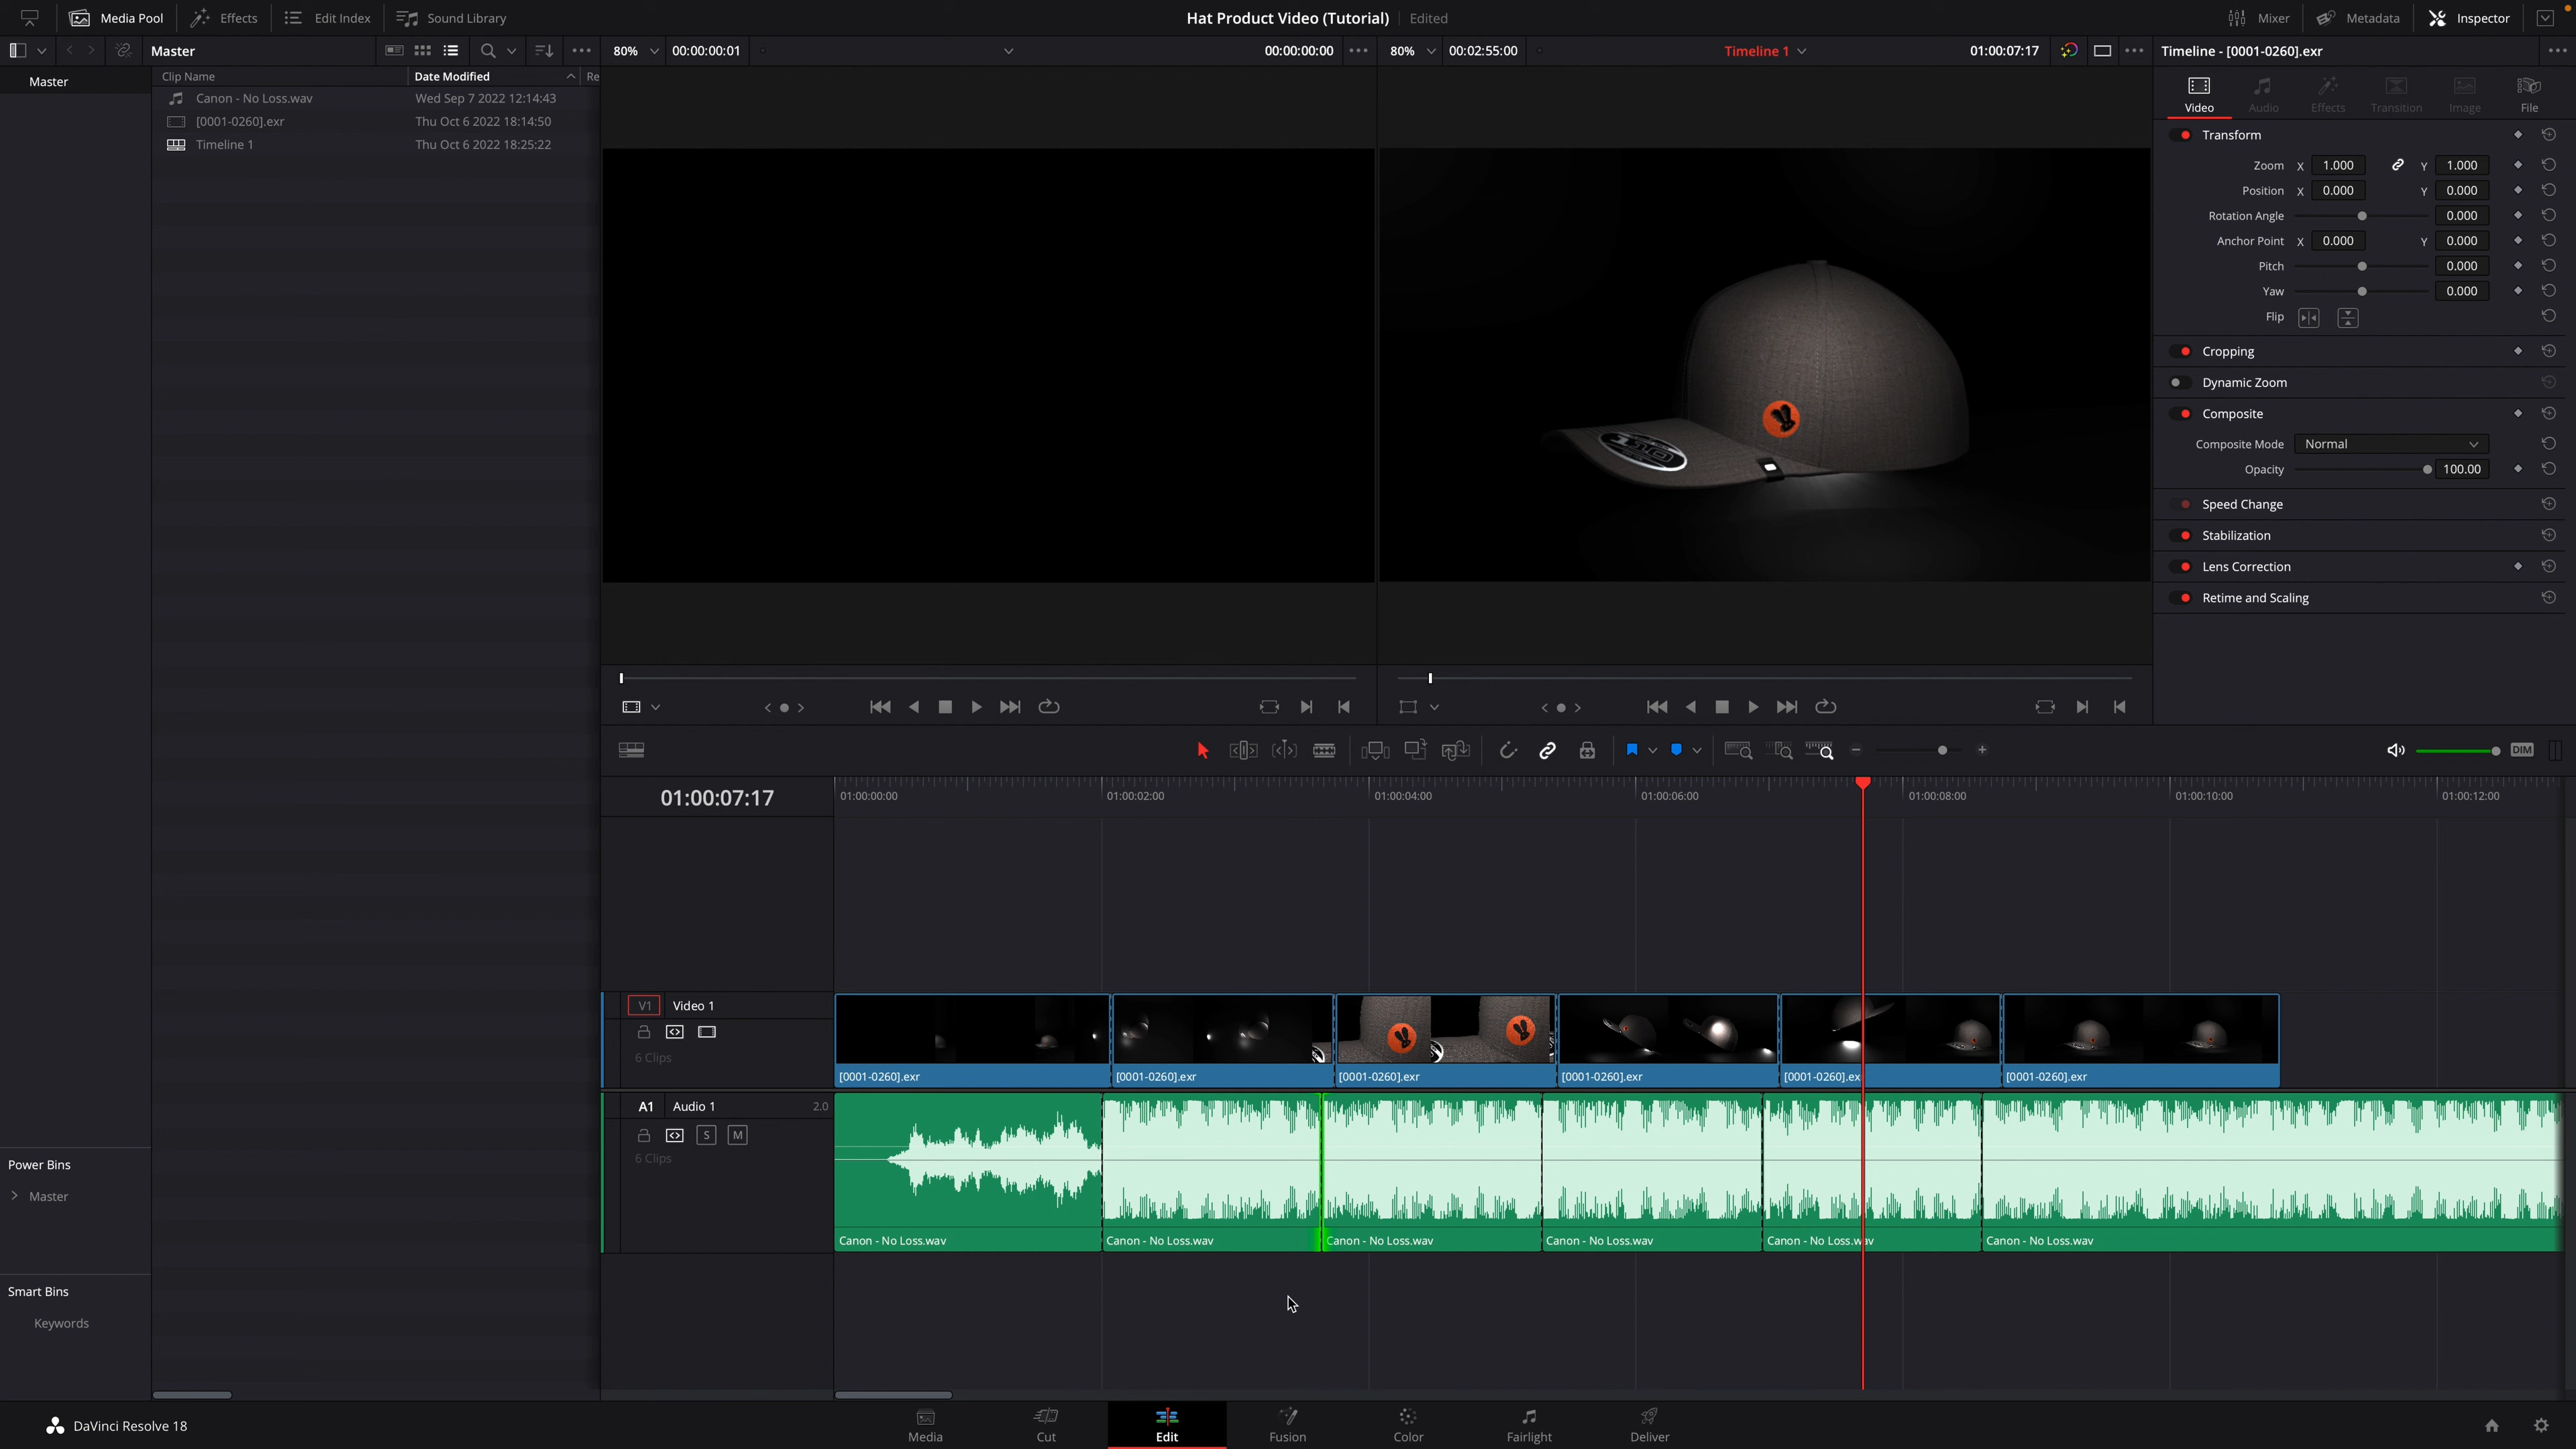 Media Pool Effects Edit Index Sound Library Hat Product Video (Tutorial) Edited Mixer Metadata Inspector
Master 80% 00:00:00:01 00:00:00:00 80% 00:02:55:00 Timeline 1 01:00:07:17 Timeline - [0001-0260].exr
Master
Clip Name Date Modified Re
Canon - No Loss.wav Wed Sep 7 2022 12:14:43
[0001-0260].exr Thu Oct 6 2022 18:14:50
Timeline 1 Thu Oct 6 2022 18:25:22
Video Audio Effects Transition Image File
Transform
Zoom X 1.000 Y 1.000
Position X 0.000 Y 0.000
Rotation Angle 0.000
Anchor Point X 0.000 Y 0.000
Pitch 0.000
Yaw 0.000
Flip
Cropping
Dynamic Zoom
Composite
Composite Mode Normal
Opacity 100.00
Speed Change
Stabilization
Lens Correction
Retime and Scaling
110
DIM
01:00:07:17
01:00:00:00 01:00:02:00 01:00:04:00 01:00:06:00 01:00:08:00 01:00:10:00 01:00:12:00
V1 Video 1
6 Clips
[0001-0260].exr [0001-0260].exr [0001-0260].exr [0001-0260].exr [0001-0260].exr [0001-0260].exr
A1 Audio 1 2.0
S M
6 Clips
Canon - No Loss.wav Canon - No Loss.wav Canon - No Loss.wav Canon - No Loss.wav Canon - No Loss.wav Canon - No Loss.wav
Power Bins
Master
Smart Bins
Keywords
DaVinci Resolve 18 Media Cut Edit Fusion Color Fairlight Deliver